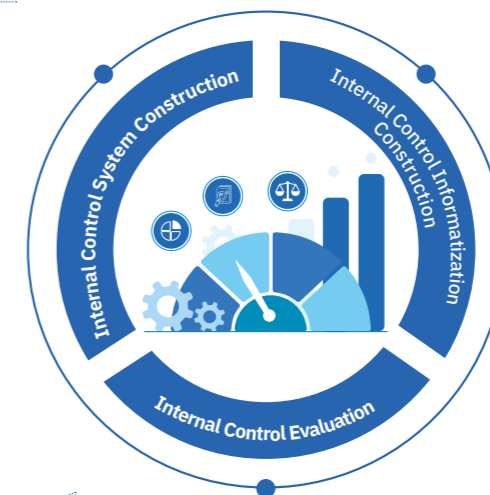 Internal Control System Construction
Internal Control Informatization
Construction
Internal Control Evaluation